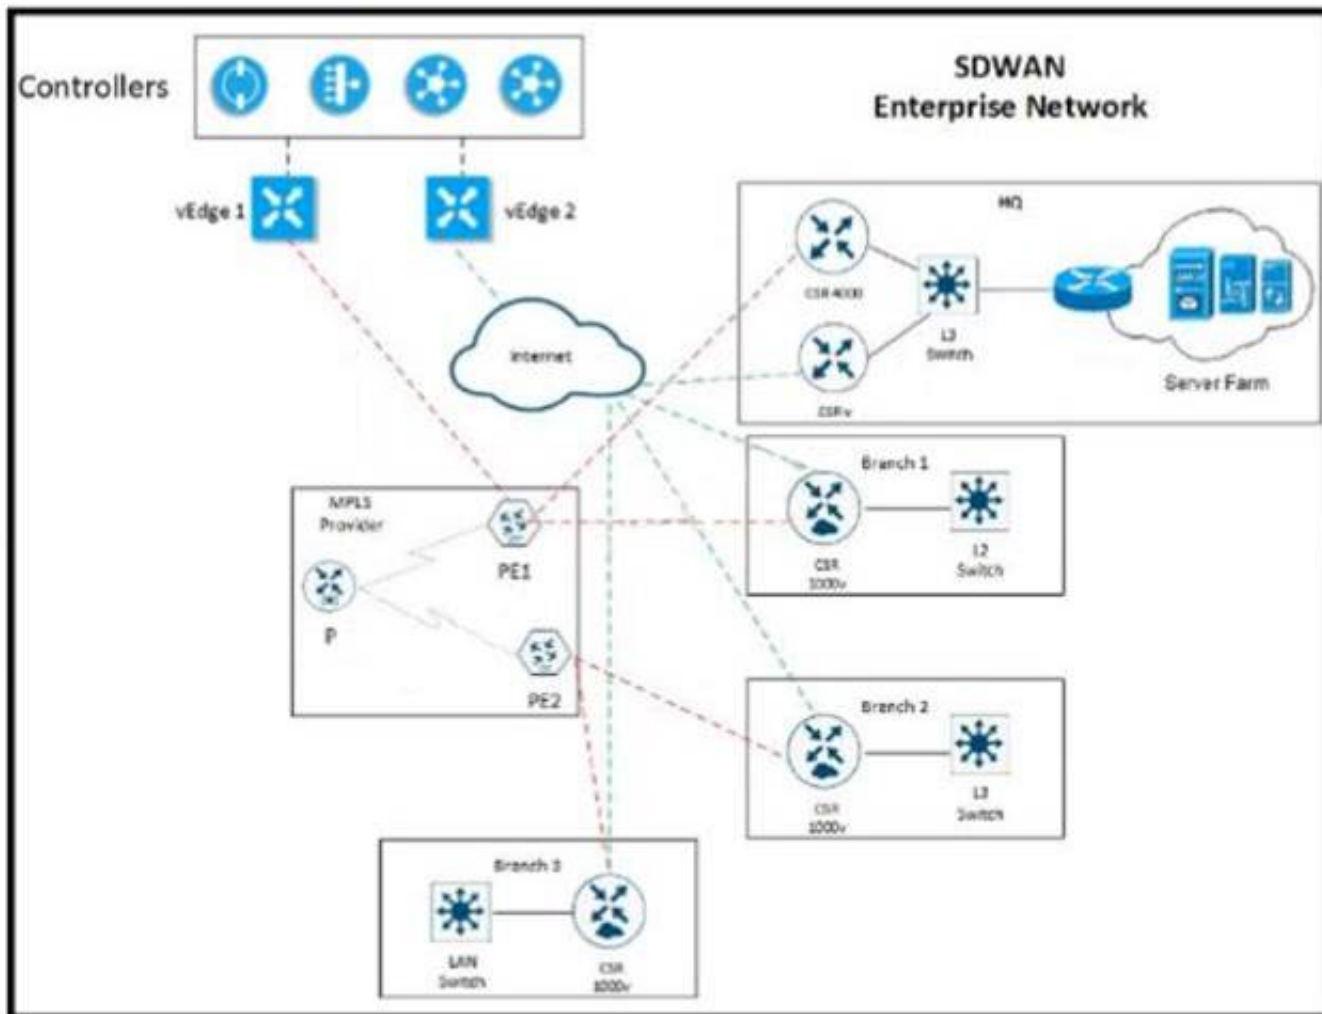 Controllers
SDWAN
Enterprise Network
vEdge 1
vEdge 2
HQ
CSR 4000
L3
Switch
CSR v
Server Farm
Internet
Branch 1
CSR
1000v
L2
Switch
MPLS
Provider
PE1
P
PE2
Branch 2
CSR
1000v
L3
Switch
Branch 3
LAN
Switch
CSR
1000v